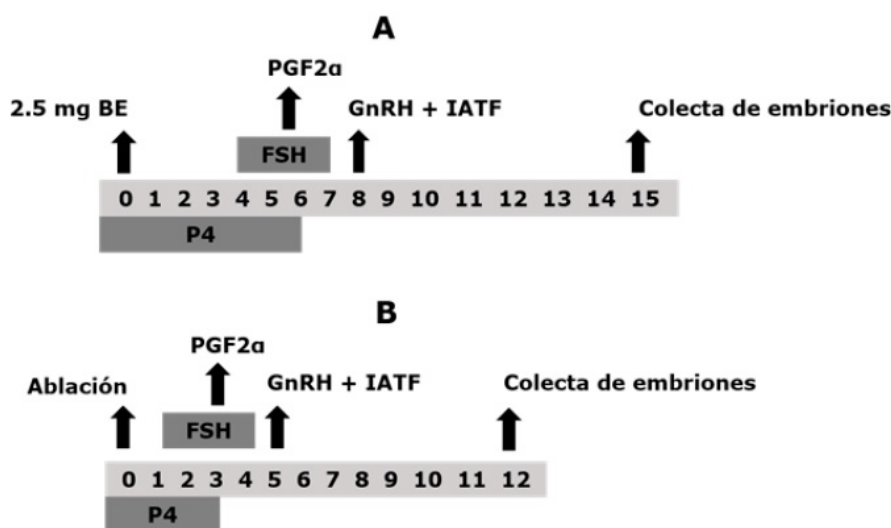 A
PGF2α
2.5 mg BE
GnRH + IATF
Colecta de embriones
FSH
0 1 2 3 4 5 6 7 8 9 10 11 12 13 14 15
P4
B
PGF2α
Ablación
GnRH + IATF
Colecta de embriones
FSH
0 1 2 3 4 5 6 7 8 9 10 11 12
P4